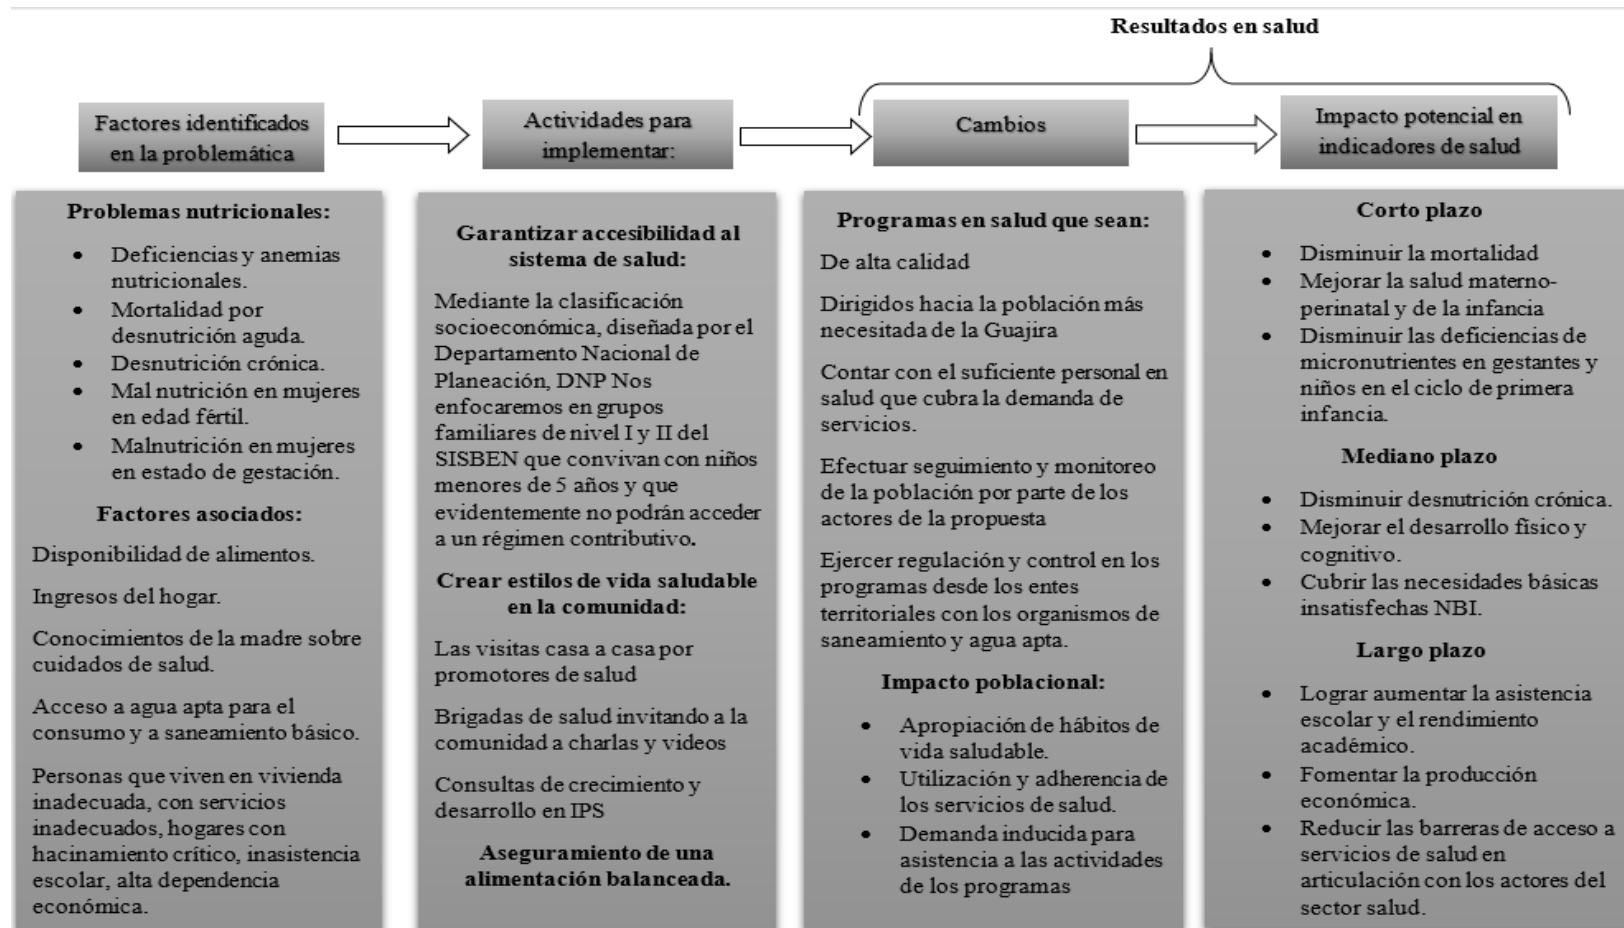 Resultados en salud
Factores identificados
en la problemática
Actividades para
implementar:
Cambios
Impacto potencial en
indicadores de salud
Problemas nutricionales:
• Deficiencias y anemias
nutricionales.
• Mortalidad por
desnutrición aguda.
• Desnutrición crónica.
• Mal nutrición en mujeres
en edad fértil.
• Malnutrición en mujeres
en estado de gestación.
Factores asociados:
Disponibilidad de alimentos.
Ingresos del hogar.
Conocimientos de la madre sobre
cuidados de salud.
Acceso a agua apta para el
consumo y a saneamiento básico.
Personas que viven en vivienda
inadecuada, con servicios
inadecuados, hogares con
hacinamiento crítico, inasistencia
escolar, alta dependencia
económica.
Garantizar accesibilidad al
sistema de salud:
Mediante la clasificación
socioeconómica, diseñada por el
Departamento Nacional de
Planeación, DNP Nos
enfocaremos en grupos
familiares de nivel I y II del
SISBEN que convivan con niños
menores de 5 años y que
evidentemente no podrán acceder
a un régimen contributivo.
Crear estilos de vida saludable
en la comunidad:
Las visitas casa a casa por
promotores de salud
Brigadas de salud invitando a la
comunidad a charlas y videos
Consultas de crecimiento y
desarrollo en IPS
Aseguramiento de una
alimentación balanceada.
Programas en salud que sean:
De alta calidad
Dirigidos hacia la población más
necesitada de la Guajira
Contar con el suficiente personal en
salud que cubra la demanda de
servicios.
Efectuar seguimiento y monitoreo
de la población por parte de los
actores de la propuesta
Ejercer regulación y control en los
programas desde los entes
territoriales con los organismos de
saneamiento y agua apta.
Impacto poblacional:
• Apropiación de hábitos de
vida saludable.
• Utilización y adherencia de
los servicios de salud.
• Demanda inducida para
asistencia a las actividades
de los programas
Corto plazo
• Disminuir la mortalidad
• Mejorar la salud materno-
perinatal y de la infancia
• Disminuir las deficiencias de
micronutrientes en gestantes y
niños en el ciclo de primera
infancia.
Mediano plazo
• Disminuir desnutrición crónica.
• Mejorar el desarrollo físico y
cognitivo.
• Cubrir las necesidades básicas
insatisfechas NBI.
Largo plazo
• Lograr aumentar la asistencia
escolar y el rendimiento
académico.
• Fomentar la producción
económica.
• Reducir las barreras de acceso a
servicios de salud en
articulación con los actores del
sector salud.